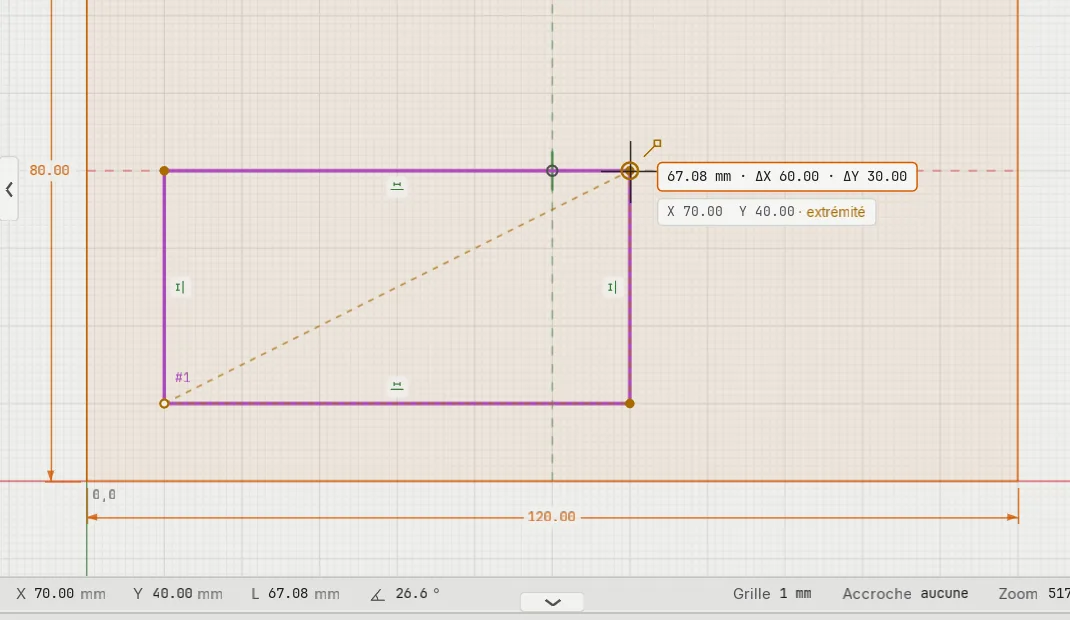 80.00
67.08 mm · ΔX 60.00 · ΔY 30.00
X 70.00 Y 40.00 · extrémité
#1
0,0
120.00
X 70.00 mm Y 40.00 mm L 67.08 mm ∡ 26.6 ° Grille 1 mm Accroche aucune Zoom 517